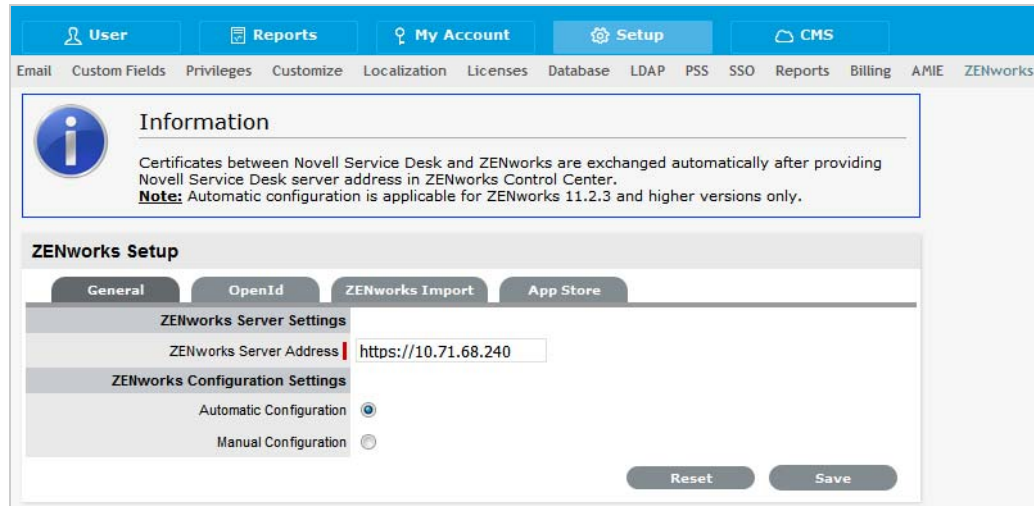 User Reports My Account Setup CMS
Email Custom Fields Privileges Customize Localization Licenses Database LDAP PSS SSO Reports Billing AMIE ZENworks
Information
Certificates between Novell Service Desk and ZENworks are exchanged automatically after providing
Novell Service Desk server address in ZENworks Control Center.
Note: Automatic configuration is applicable for ZENworks 11.2.3 and higher versions only.
ZENworks Setup
General OpenId ZENworks Import App Store
ZENworks Server Settings
ZENworks Server Address https://10.71.68.240
ZENworks Configuration Settings
Automatic Configuration
Manual Configuration
Reset Save